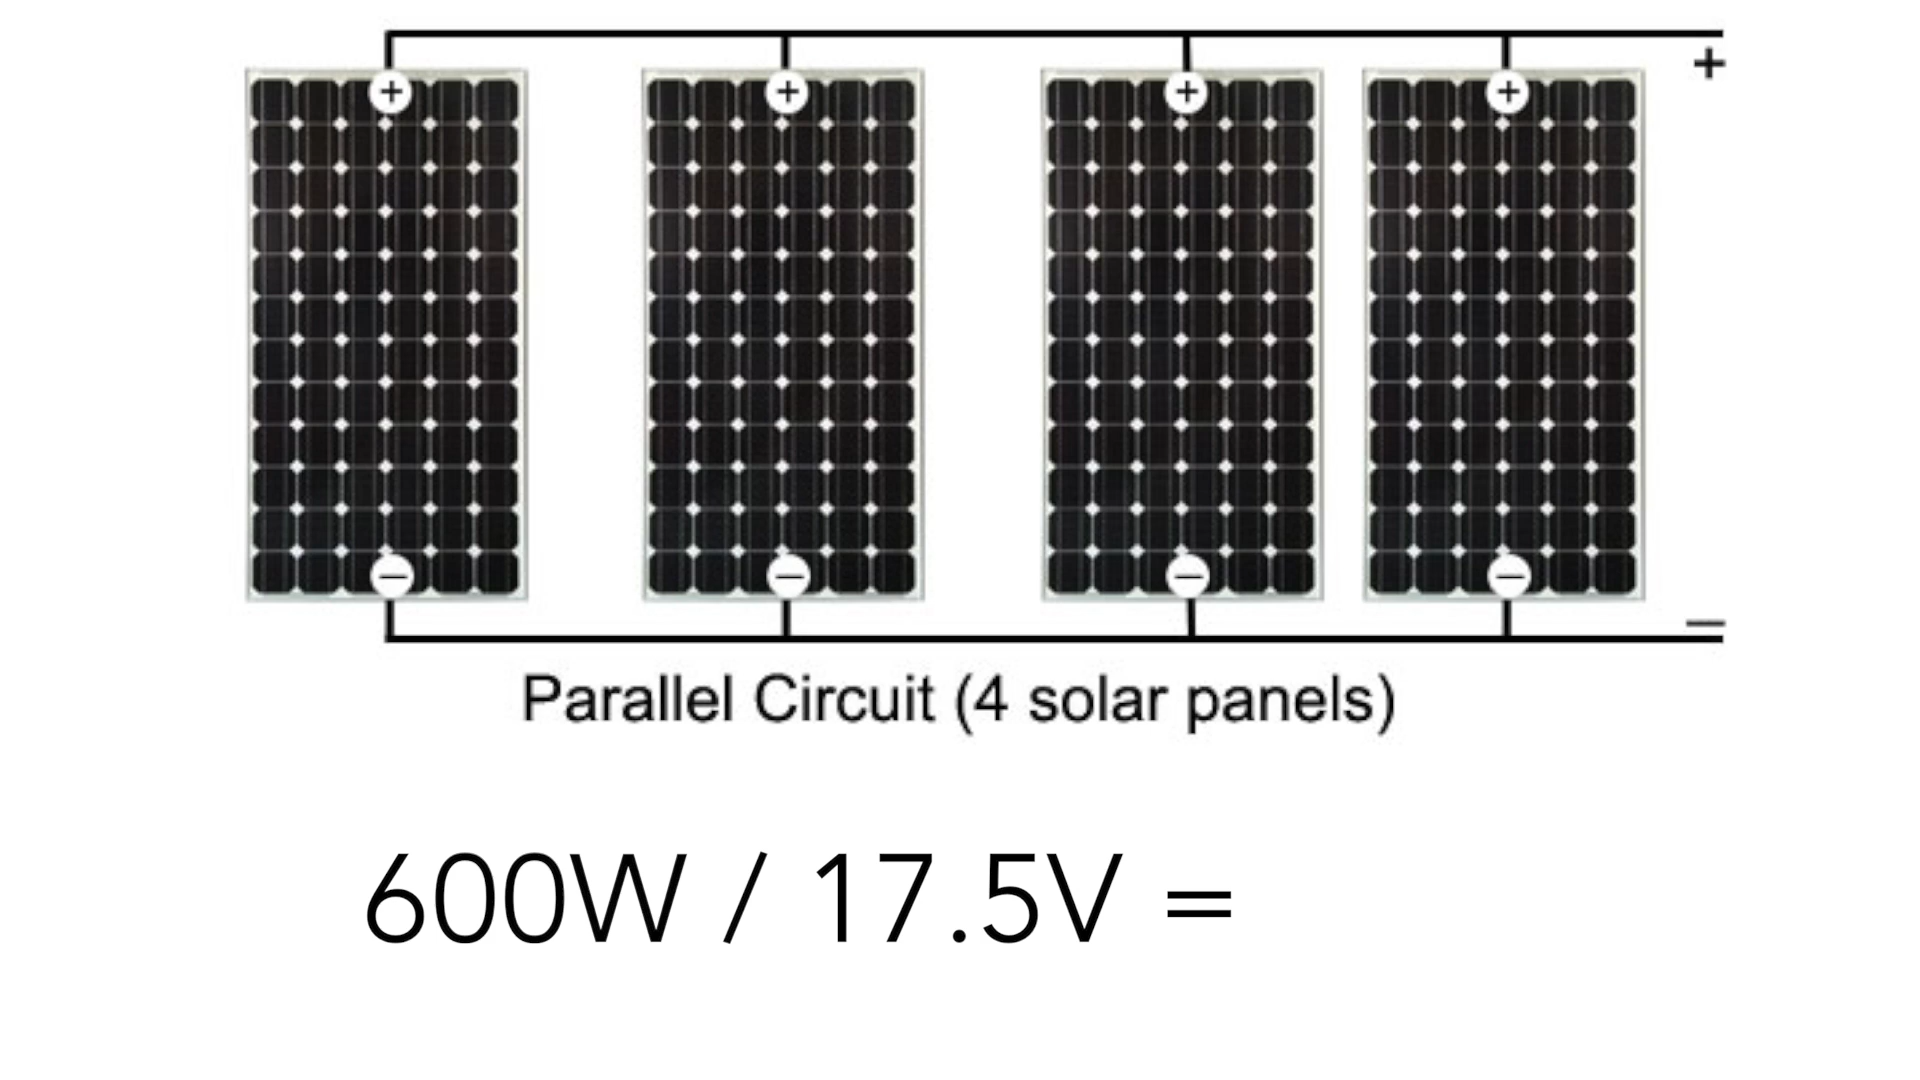 +
+ + + +
− − − −
−
Parallel Circuit (4 solar panels)
600W / 17.5V =